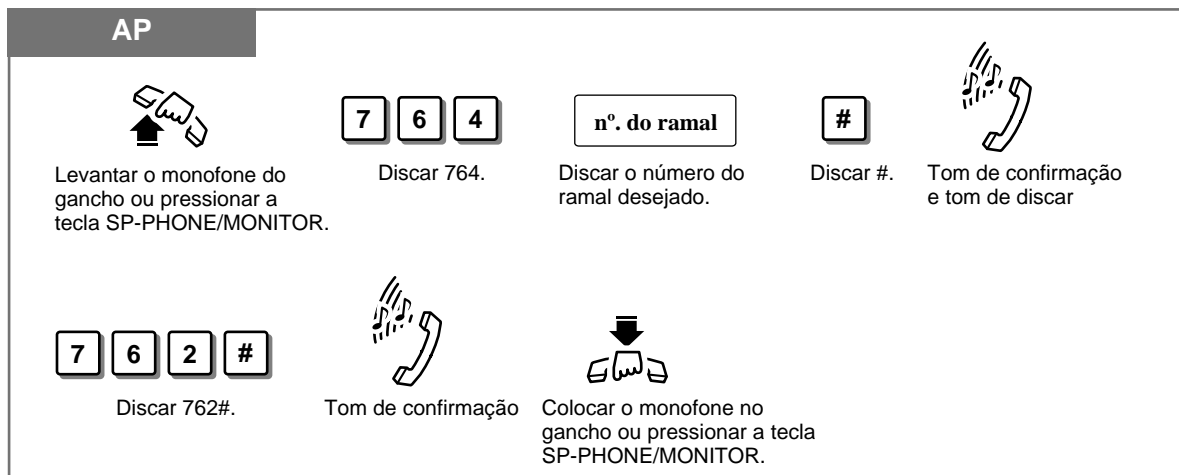 AP
7 6 4
nº. do ramal
#
Levantar o monofone do
gancho ou pressionar a
tecla SP-PHONE/MONITOR.
Discar 764.
Discar o número do
ramal desejado.
Discar #.
Tom de confirmação
e tom de discar
7 6 2 #
Discar 762#.
Tom de confirmação
Colocar o monofone no
gancho ou pressionar a tecla
SP-PHONE/MONITOR.